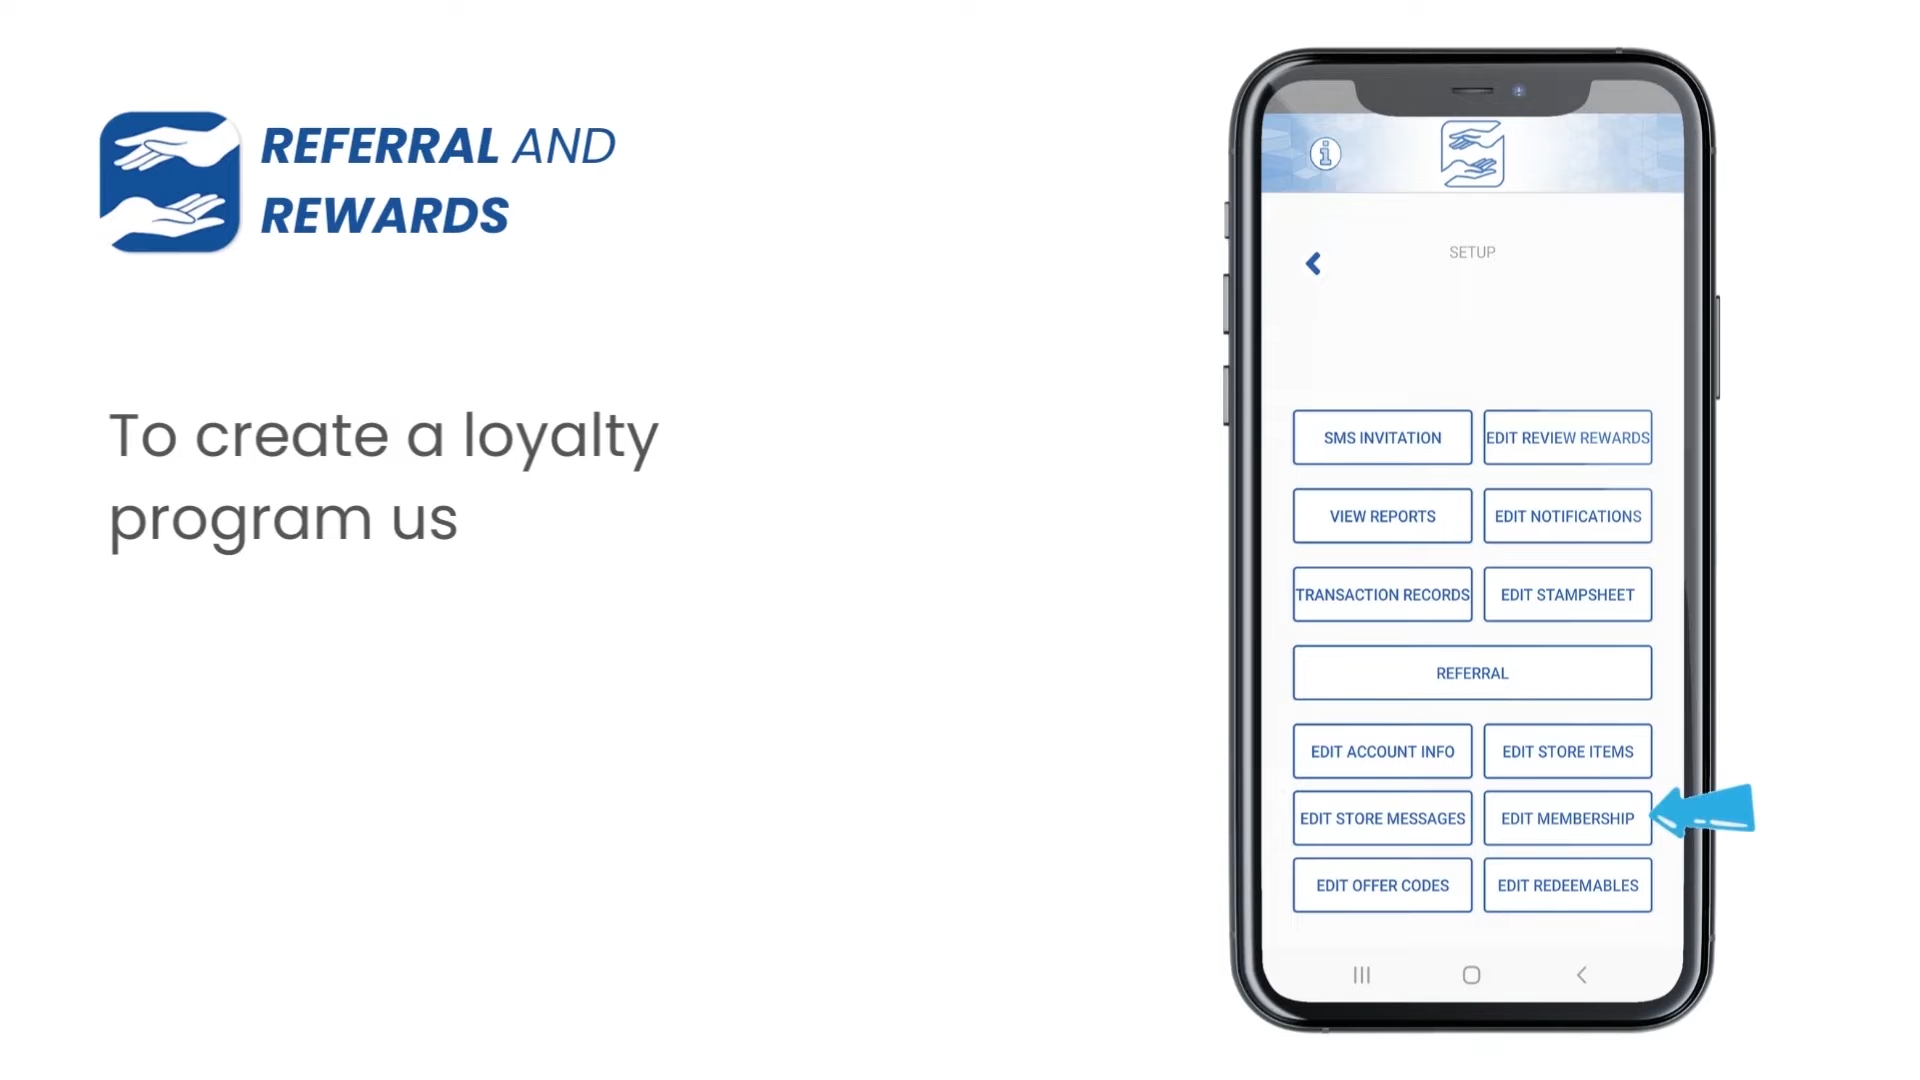 REFERRAL AND
REWARDS
To create a loyalty
program us
SETUP
SMS INVITATION
EDIT REVIEW REWARDS
VIEW REPORTS
EDIT NOTIFICATIONS
TRANSACTION RECORDS
EDIT STAMPSHEET
REFERRAL
EDIT ACCOUNT INFO
EDIT STORE ITEMS
EDIT STORE MESSAGES
EDIT MEMBERSHIP
EDIT OFFER CODES
EDIT REDEEMABLES